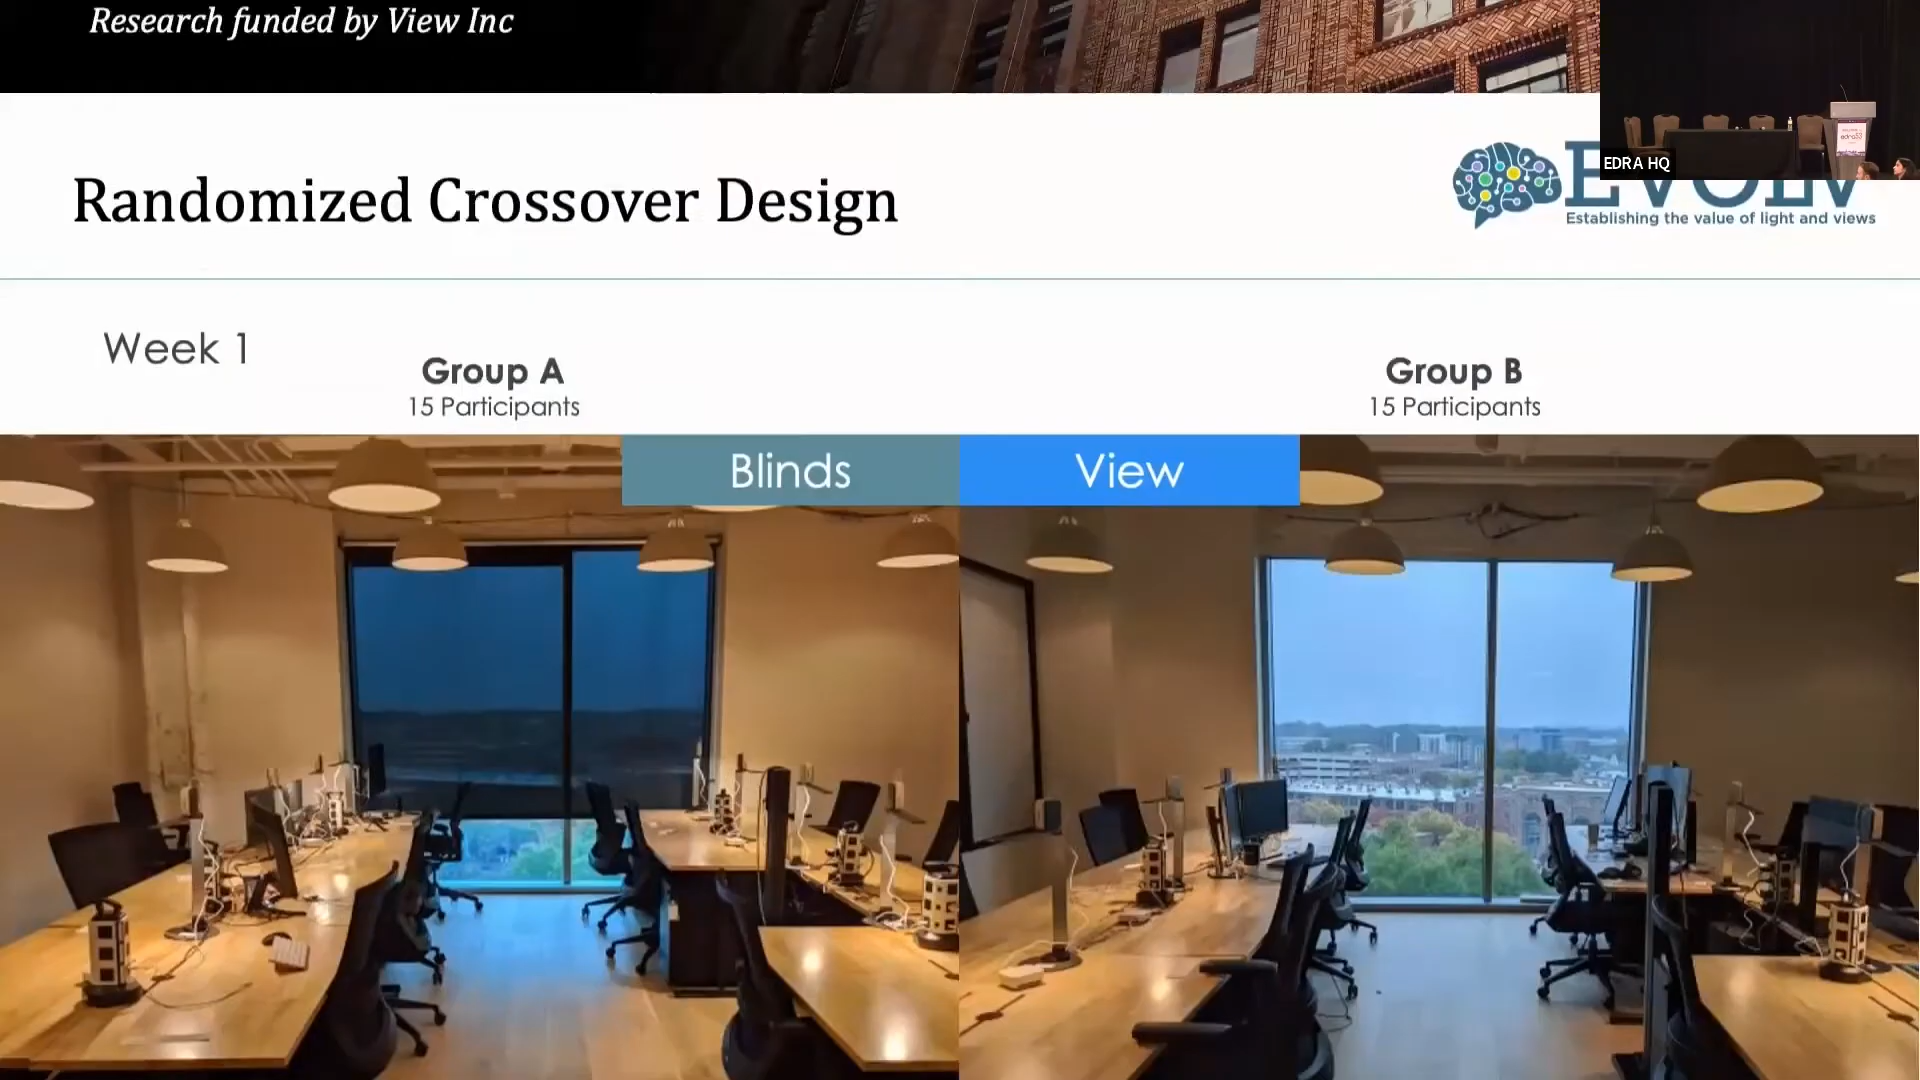 Research funded by View Inc
Randomized Crossover Design
EDRA HQ
EVOLV
Establishing the value of light and views
Week 1
Group A
15 Participants
Group B
15 Participants
Blinds
View